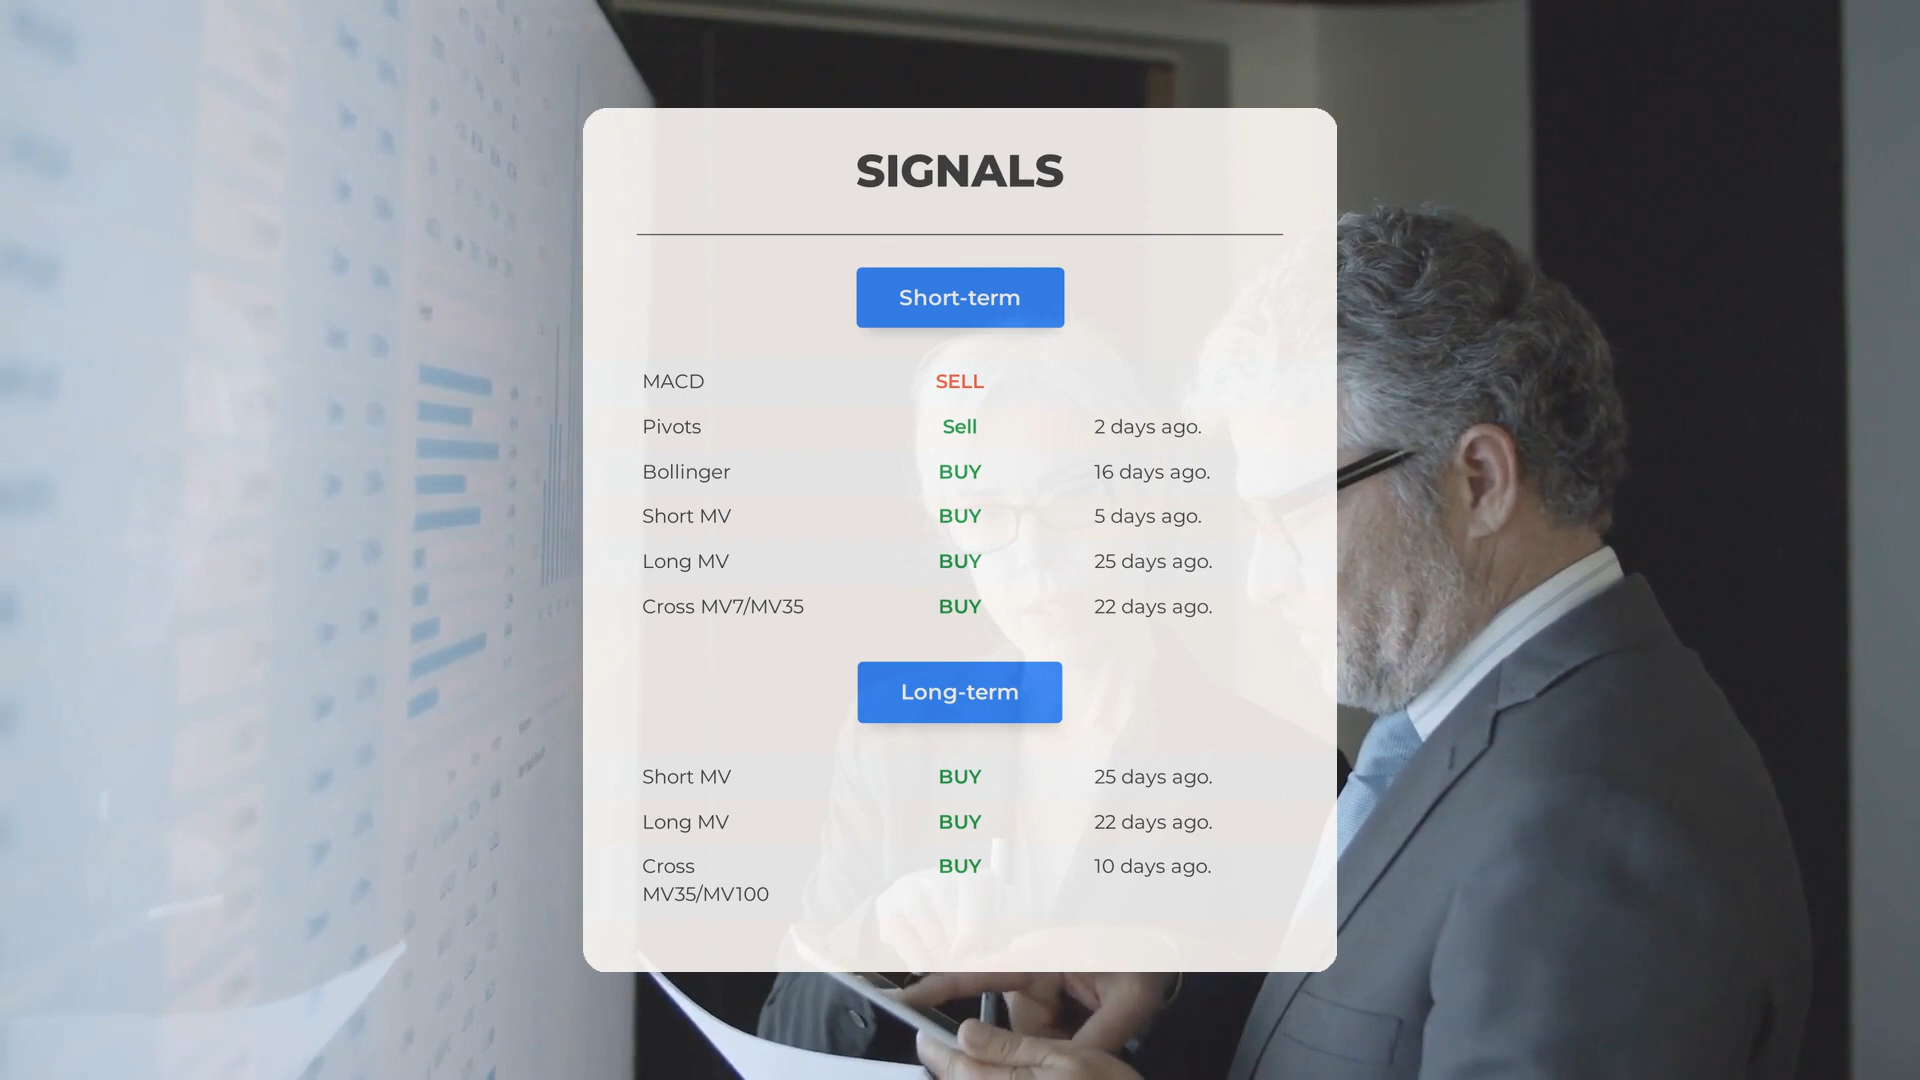 SIGNALS
Short-term
MACD SELL
Pivots Sell 2 days ago.
Bollinger BUY 16 days ago.
Short MV BUY 5 days ago.
Long MV BUY 25 days ago.
Cross MV7/MV35 BUY 22 days ago.
Long-term
Short MV BUY 25 days ago.
Long MV BUY 22 days ago.
Cross BUY 10 days ago.
MV35/MV100